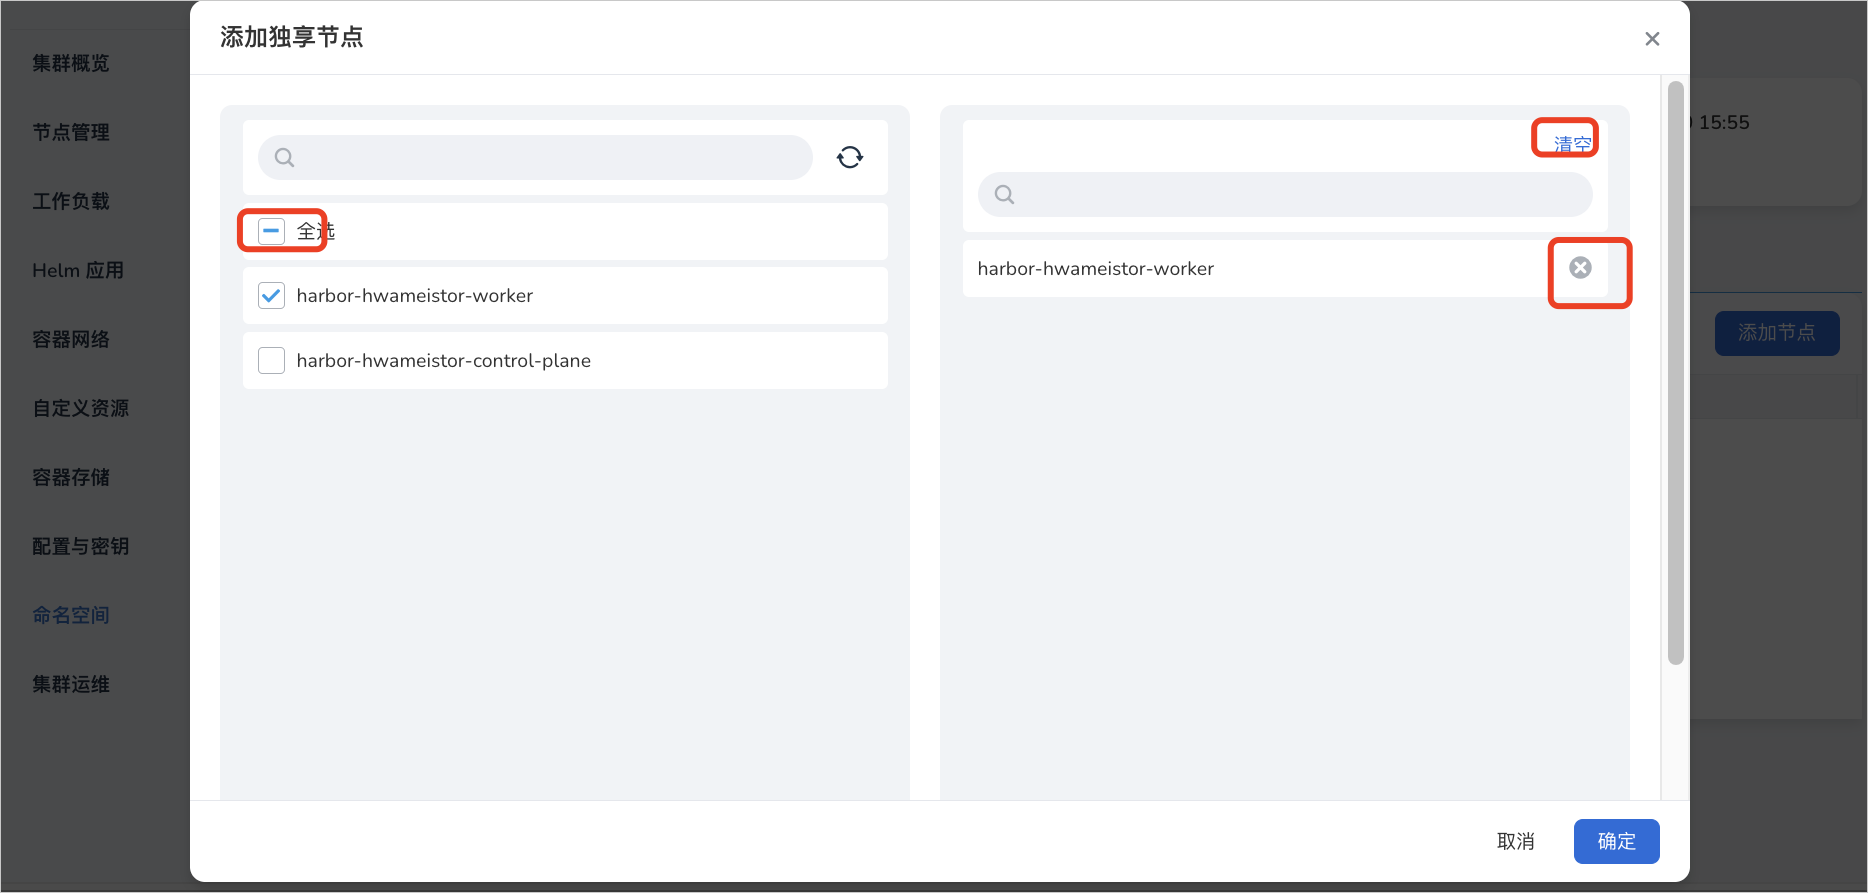 添加独享节点
集群概览
节点管理
工作负载
Helm 应用
容器网络
自定义资源
容器存储
配置与密钥
命名空间
集群运维
全选
harbor-hwameistor-worker
harbor-hwameistor-control-plane
清空
harbor-hwameistor-worker
15:55
添加节点
取消
确定